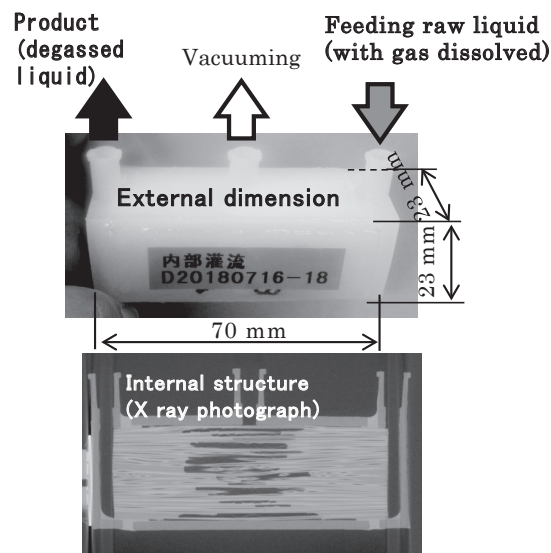 Product
(degassed
liquid)
Vacuuming
Feeding raw liquid
(with gas dissolved)
External dimension
23 mm
23 mm
内部灌流
D20180716-18
70 mm
Internal structure
(X ray photograph)